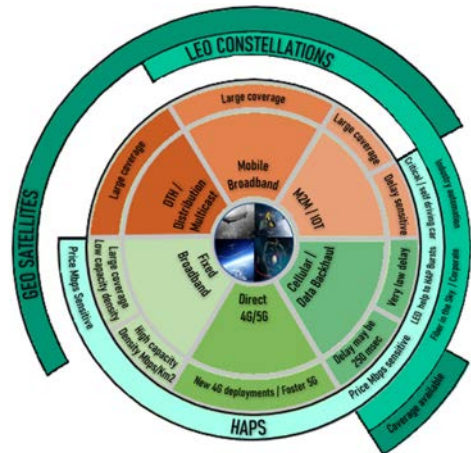 LEO CONSTELLATIONS
GEO SATELLITES
HAPS
Coverage available
Large coverage
Mobile
Broadband
Large coverage
DTH /
Distribution
Multicast
Large coverage
Delay sensitive
M2M / IOT
Critical / self driving car
Industry automation
LEO help to HAP Bursts
Fiber in the Sky / Corporate
Price Mbps sensitive
Cellular /
Data Backhaul
Very low delay
Delay may be
250 msec
Direct
4G/5G
New 4G deployments / Foster 5G
Fixed
Broadband
Large coverage
Low capacity density
High capacity
Density Mbps/Km2
Price Mbps Sensitive